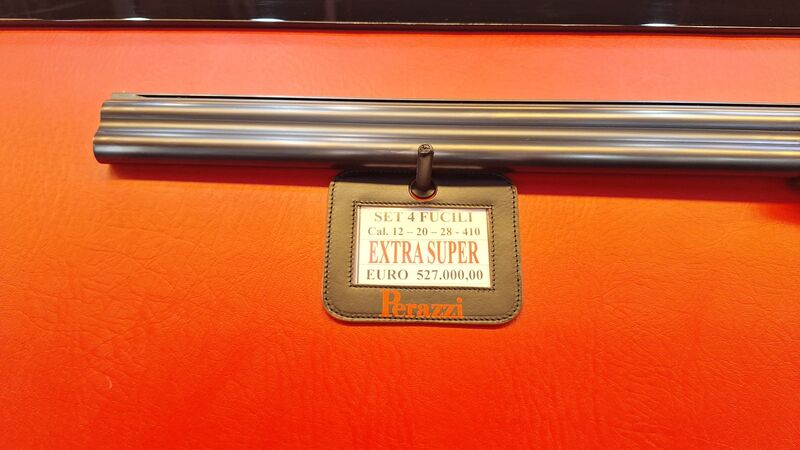 SET 4 FUCILI
Cal. 12 – 20 – 28 - 410
EXTRA SUPER
EURO 527.000,00
Perazzi